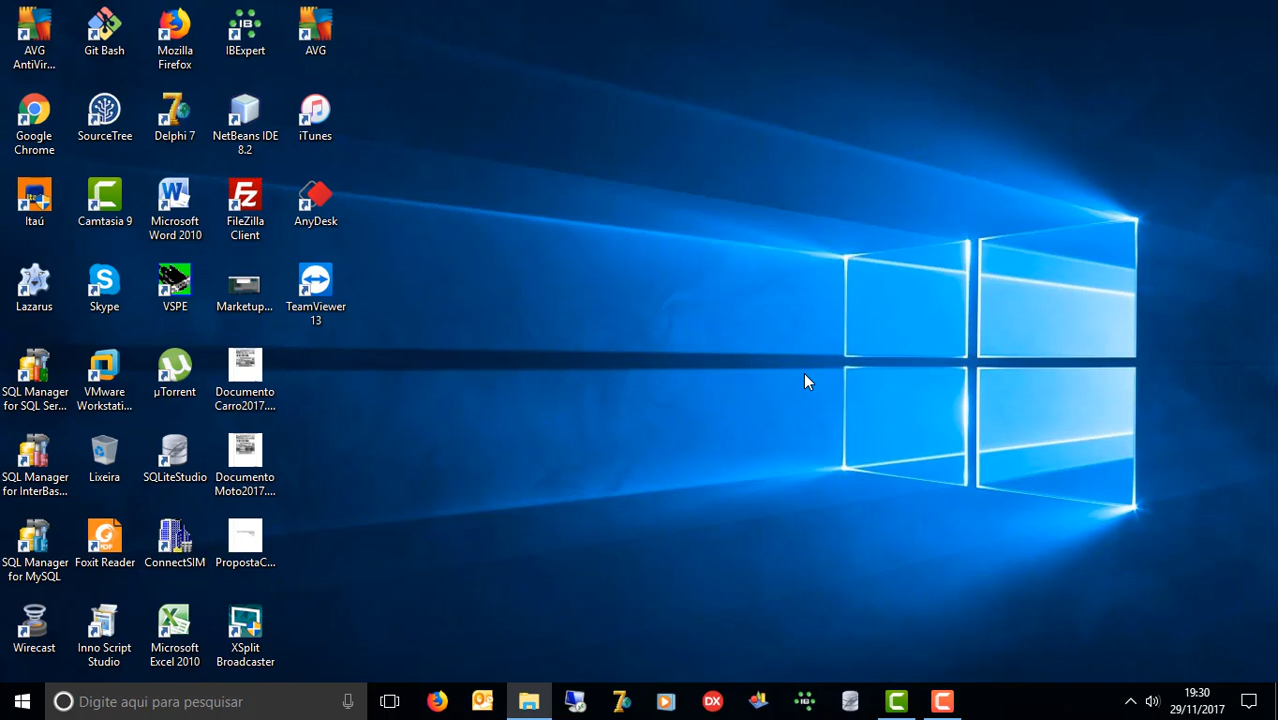 AVG
AntiVir...
Git Bash
Mozilla
Firefox
IBExpert
AVG
Google
Chrome
SourceTree
Delphi 7
NetBeans IDE
8.2
iTunes
Itaú
Camtasia 9
Microsoft
Word 2010
FileZilla
Client
AnyDesk
Lazarus
Skype
VSPE
Marketup...
TeamViewer
13
SQL Manager
for SQL Ser...
VMware
Workstati...
µTorrent
Documento
Carro2017....
SQL Manager
for InterBas...
Lixeira
SQLiteStudio
Documento
Moto2017....
SQL Manager
for MySQL
Foxit Reader
ConnectSIM
PropostaC...
Wirecast
Inno Script
Studio
Microsoft
Excel 2010
XSplit
Broadcaster
Digite aqui para pesquisar
19:30
29/11/2017